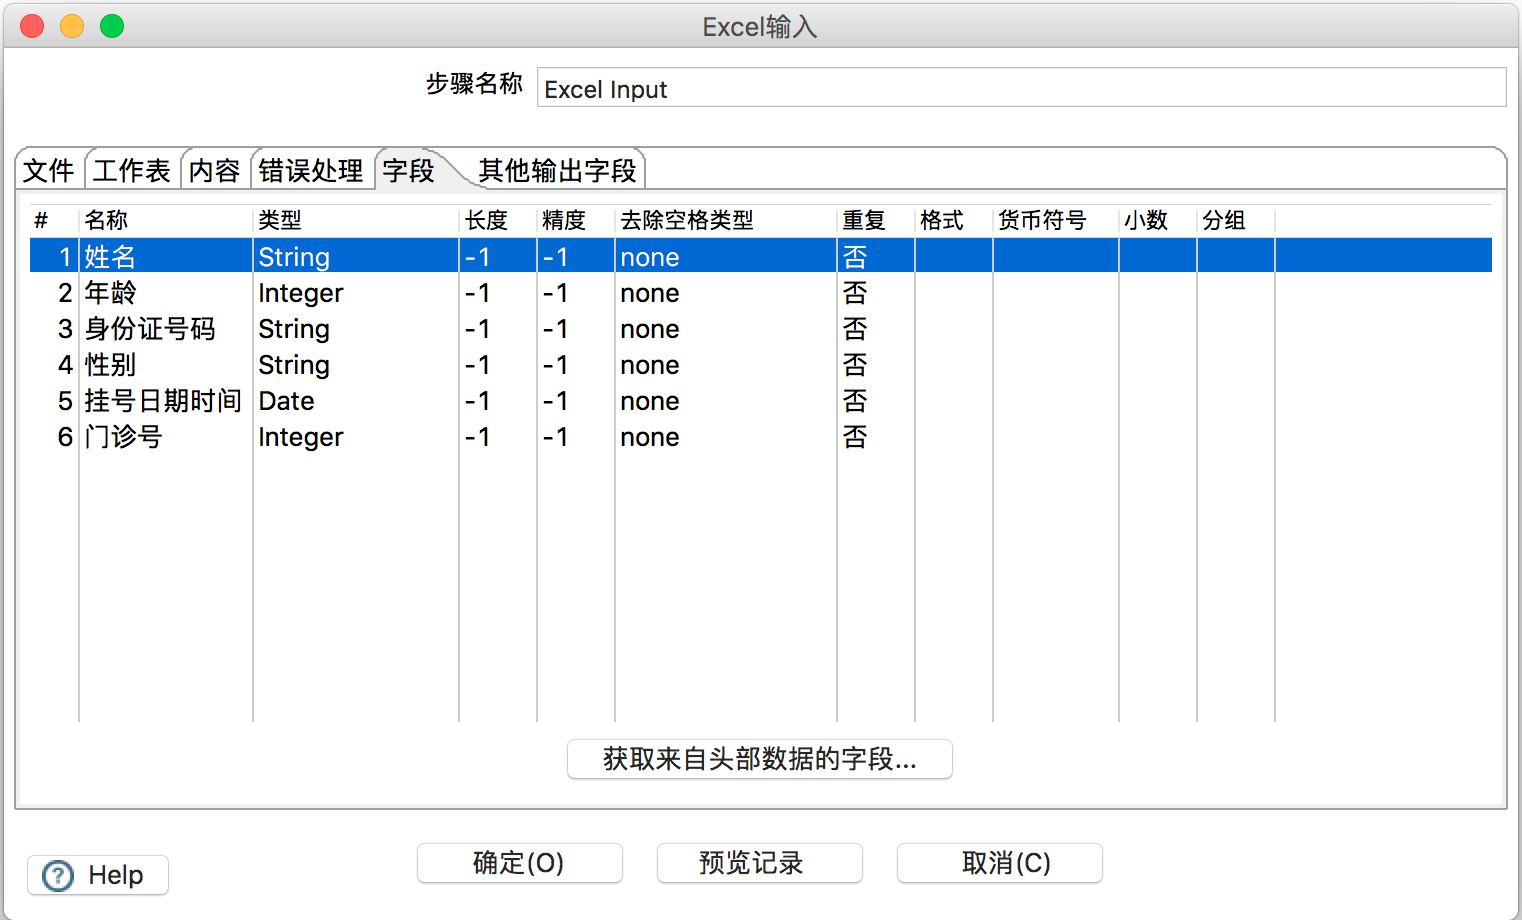 Excel输入
步骤名称 Excel Input
文件 工作表 内容 错误处理 字段 其他输出字段
# 名称 类型 长度 精度 去除空格类型 重复 格式 货币符号 小数 分组
1 姓名 String -1 -1 none 否
2 年龄 Integer -1 -1 none 否
3 身份证号码 String -1 -1 none 否
4 性别 String -1 -1 none 否
5 挂号日期时间 Date -1 -1 none 否
6 门诊号 Integer -1 -1 none 否
获取来自头部数据的字段...
? Help 确定(O) 预览记录 取消(C)